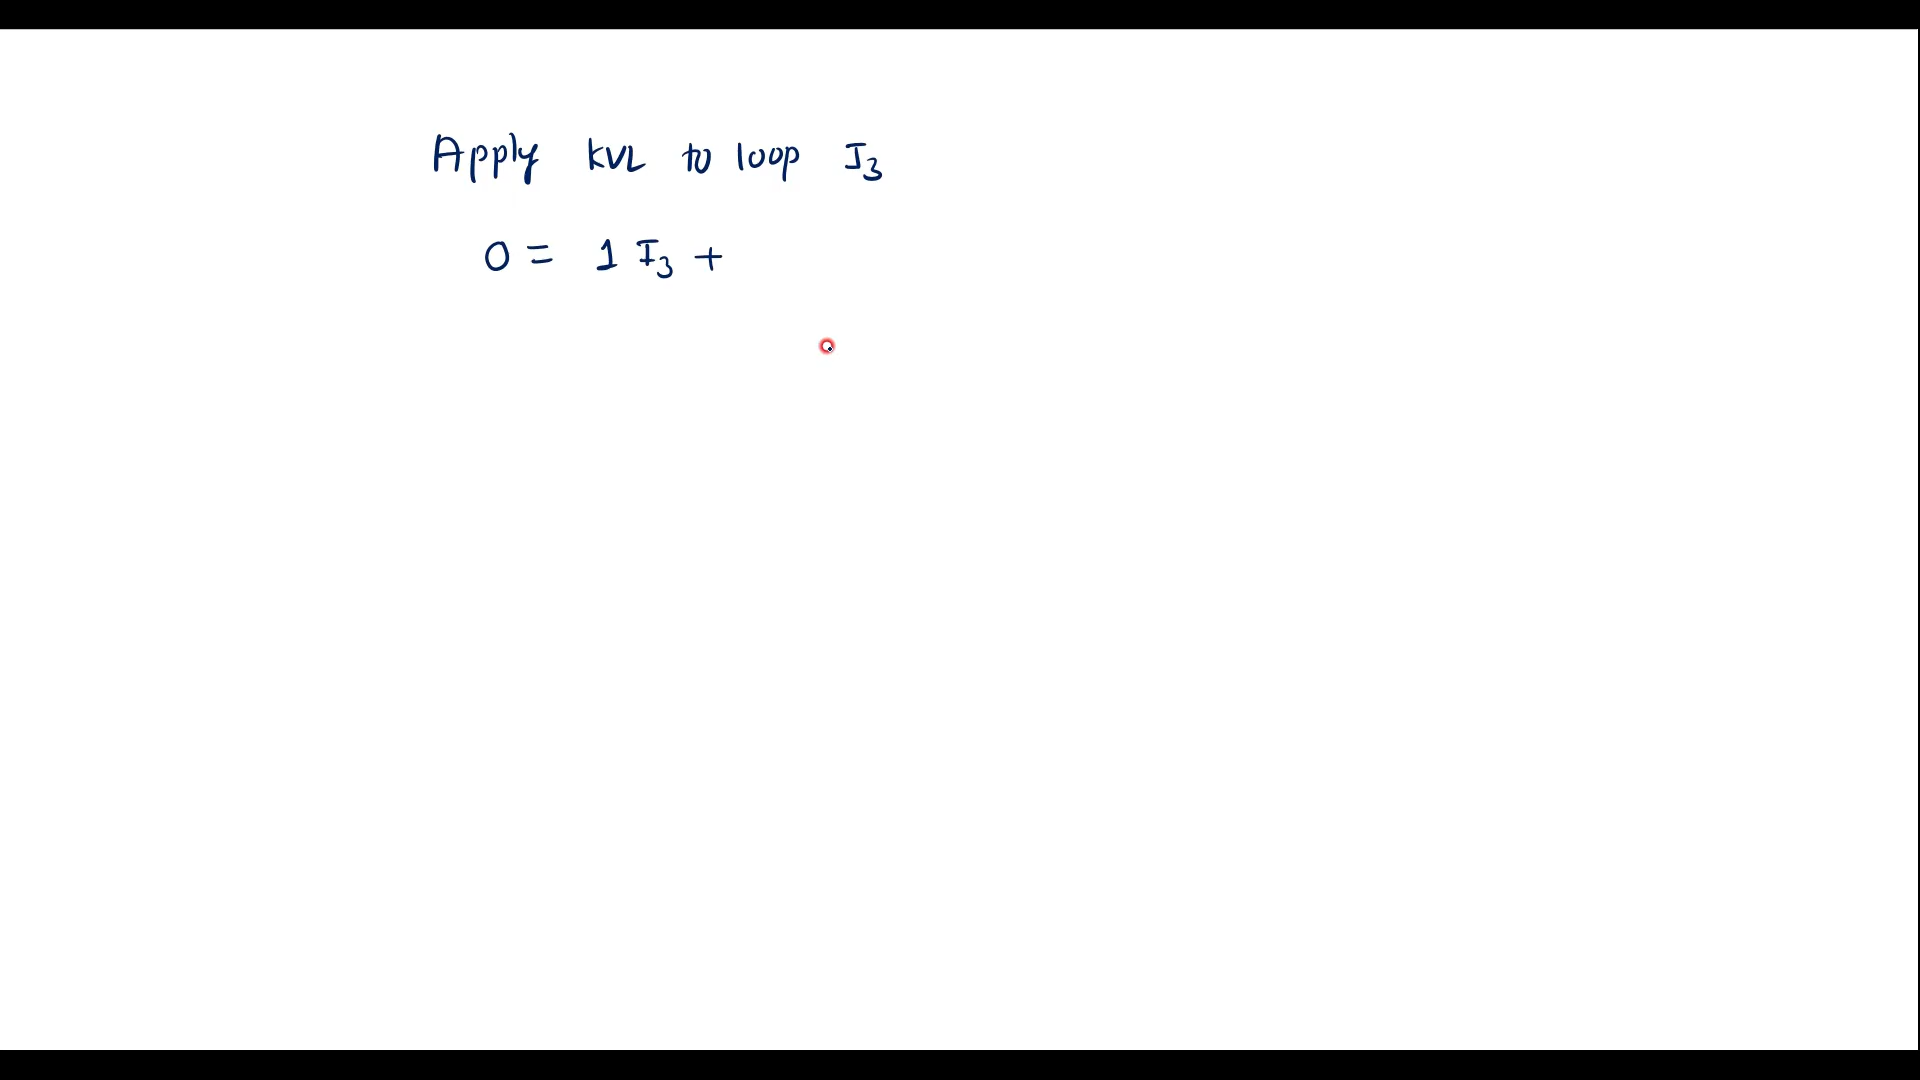 Apply KVL to loop I₃
0 = 1 I₃ +